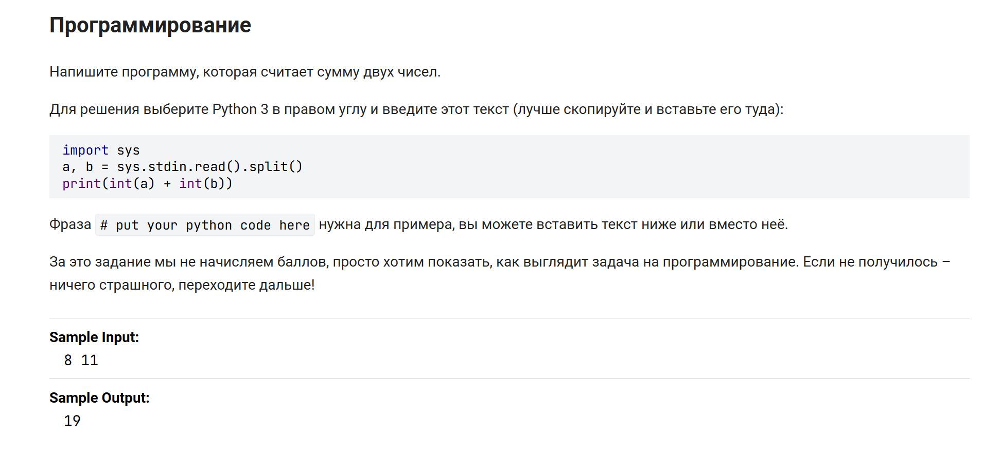 Программирование
Напишите программу, которая считает сумму двух чисел.
Для решения выберите Python 3 в правом углу и введите этот текст (лучше скопируйте и вставьте его туда):
import sys
a, b = sys.stdin.read().split()
print(int(a) + int(b))
Фраза # put your python code here нужна для примера, вы можете вставить текст ниже или вместо неё.
За это задание мы не начисляем баллов, просто хотим показать, как выглядит задача на программирование. Если не получилось –
ничего страшного, переходите дальше!
Sample Input:
8 11
Sample Output:
19